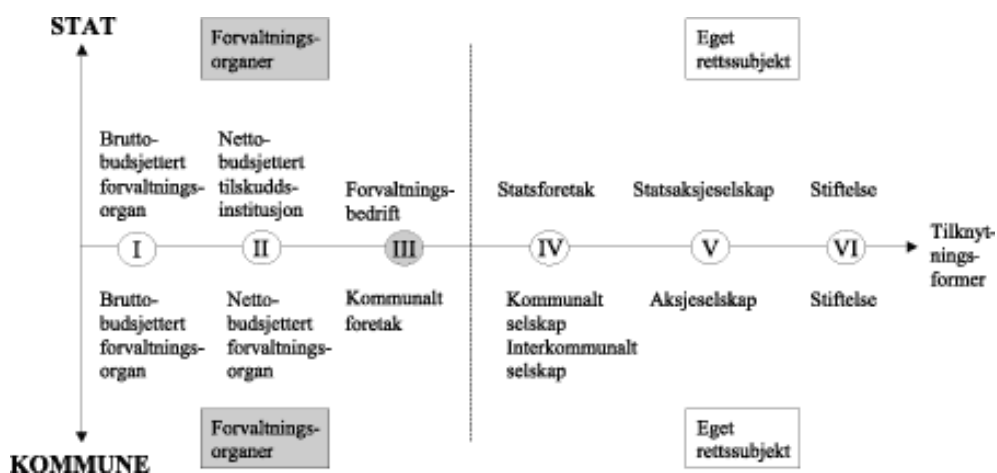 STAT
Forvaltnings-
organer
Eget
rettssubjekt
Brutto-
budsjettert
forvaltnings-
organ
Netto-
budsjettert
tilskudds-
institusjon
Forvaltnings-
bedrift
Statsforetak
Statsaksjeselskap
Stiftelse
I
II
III
IV
V
VI
Tilknyt-
nings-
former
Brutto-
budsjettert
forvaltnings-
organ
Netto-
budsjettert
forvaltnings-
organ
Kommunalt
foretak
Kommunalt
selskap
Interkommunalt
selskap
Aksjeselskap
Stiftelse
Forvaltnings-
organer
Eget
rettssubjekt
KOMMUNE